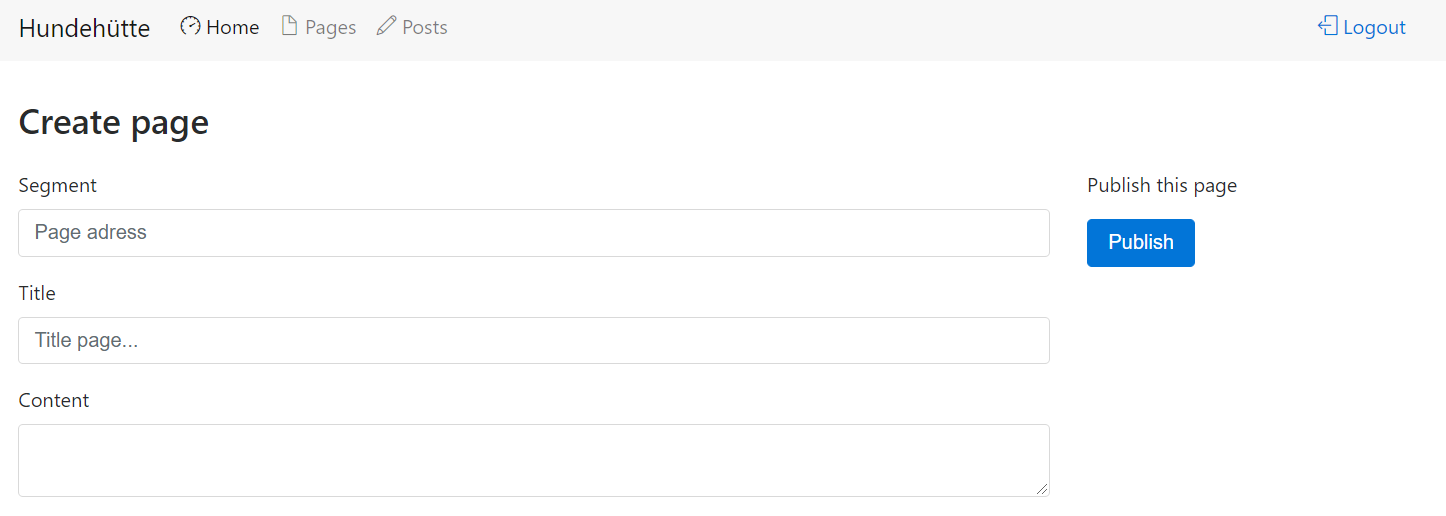 Hundehütte Home Pages Posts Logout
Create page
Segment
Page adress
Publish this page
Publish
Title
Title page...
Content